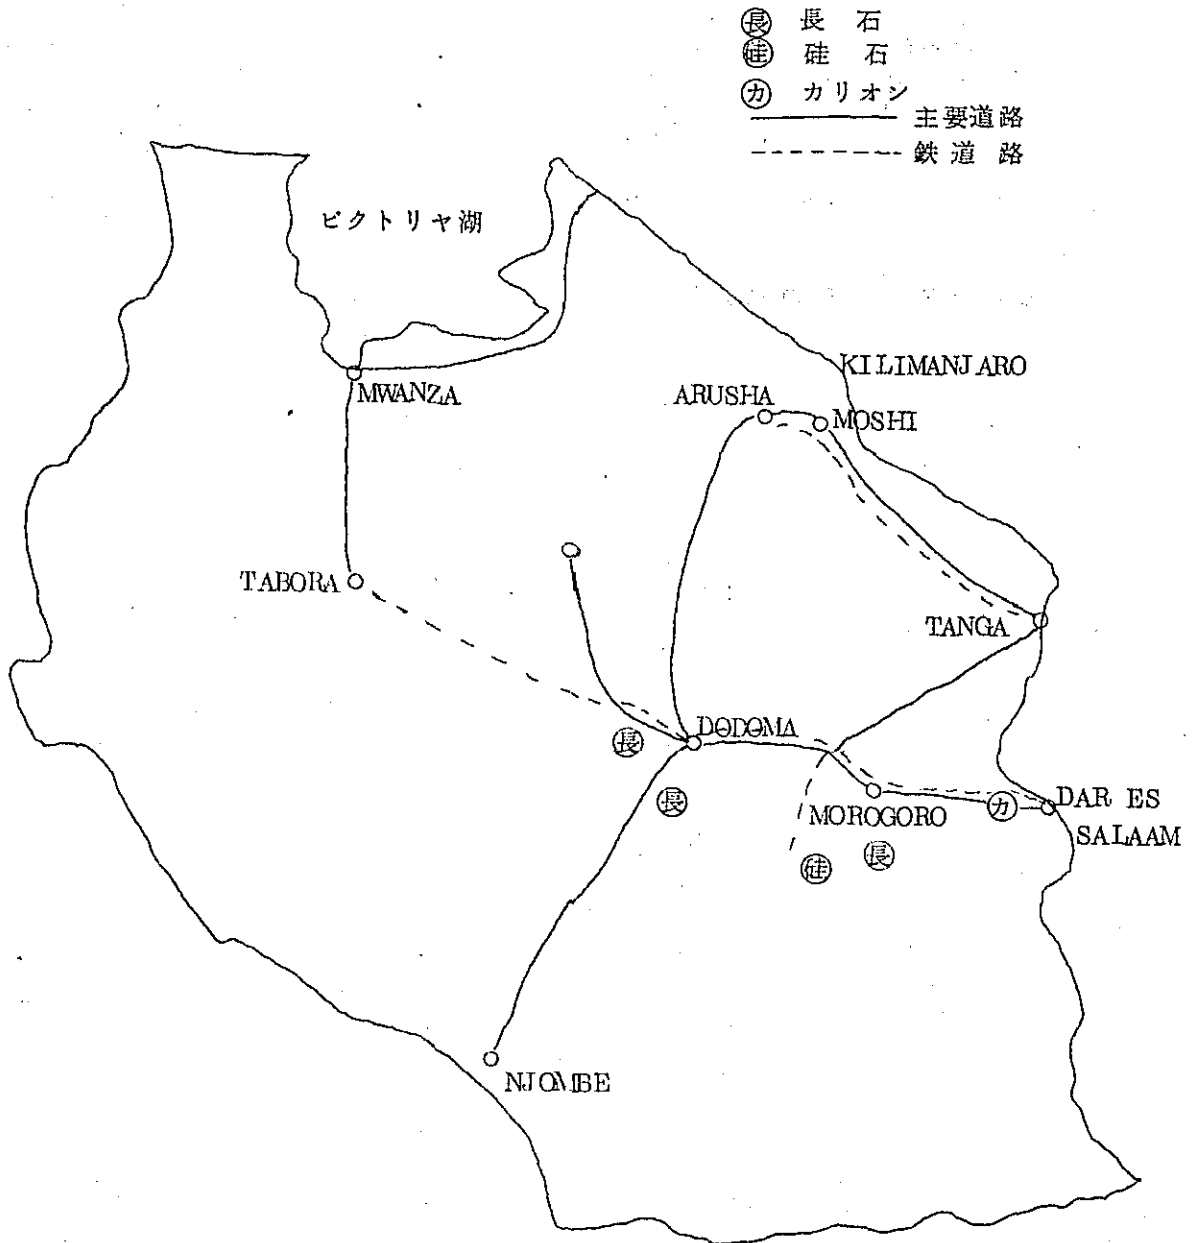 長 長石
硅 硅石
カ カリオン
主要道路
鉄道路
ビクトリヤ湖
KILIMANJARO
MWANZA
ARUSHA
MOSHI
TABORA
TANGA
長
DODOMA
長
カ
DAR ES
SALAAM
MOROGORO
硅
長
NJOMBE